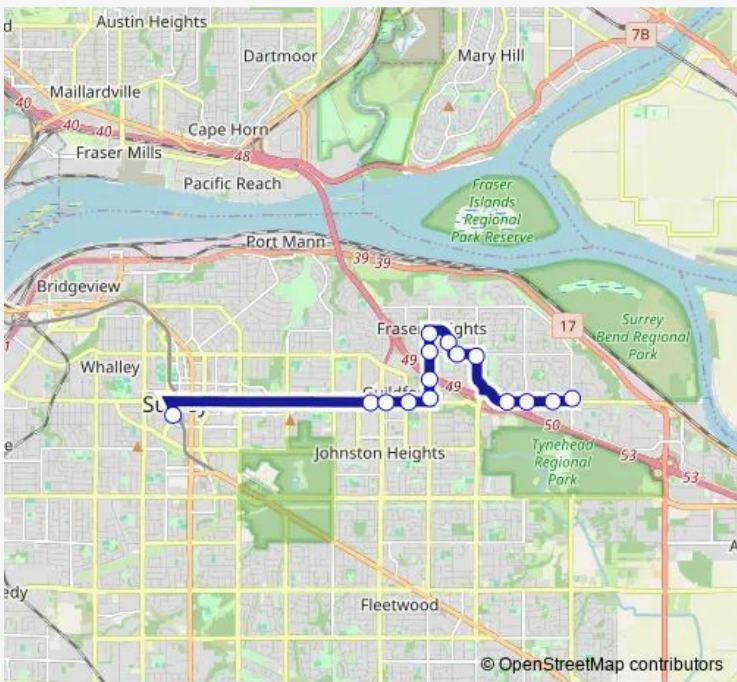 Austin Heights
7B
Dartmoor
Mary Hill
Maillardville
40
40
40
Cape Horn
Fraser Mills
48
Pacific Reach
Fraser
Islands
Regional
Park Reserve
Port Mann
39
39
Bridgeview
17
Surrey
Bend Regional
Park
49
Whalley
49
50
Johnston Heights
Tynehead
Regional
Park
53
53
Fleetwood
© OpenStreetMap contributors